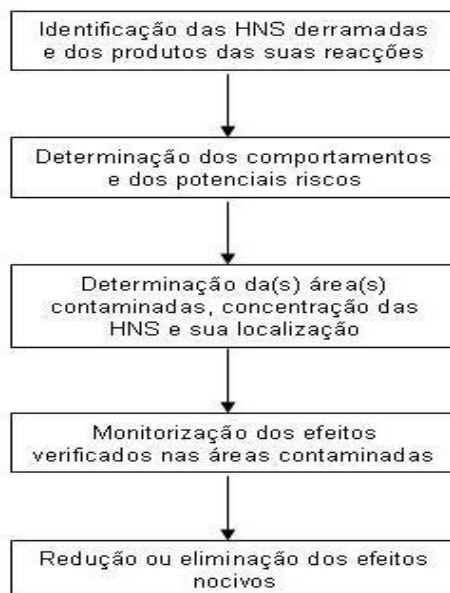 Identificação das HNS derramadas
e dos produtos das suas reacções
Determinação dos comportamentos
e dos potenciais riscos
Determinação da(s) área(s)
contaminadas, concentração das
HNS e sua localização
Monitorização dos efeitos
verificados nas áreas contaminadas
Redução ou eliminação dos efeitos
nocivos